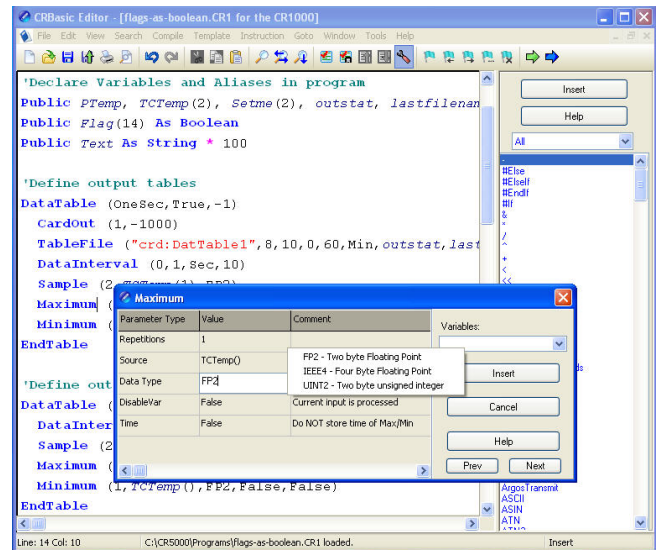 CRBasic Editor - [flags-as-boolean.CR1 for the CR1000]
File Edit View Search Compile Template Instruction Goto Window Tools Help
'Declare Variables and Aliases in program
Public PTemp, TCTemp(2), Setme(2), outstat, lastfilenam
Public Flag(14) As Boolean
Public Text As String * 100
'Define output tables
DataTable (OneSec,True,-1)
CardOut (1,-1000)
TableFile ("crd:DatTable1",8,10,0,60,Min,outstat,last
DataInterval (0,1,Sec,10)
Sample (2,TCTemp(1),FP2)
Maximum (
Minimum (
EndTable
'Define out
DataTable (
DataInter
Sample (2
Maximum (
Minimum (1,TCTemp(),FP2,False,False)
EndTable
Insert
Help
All
-
#Else
#ElseIf
#EndIf
#If
&
*
/
^
+
<
<<
ArgosTransmit
ASCII
ASIN
ATN
Maximum
Parameter Type Value Comment
Repetitions 1
Source TCTemp()
Data Type FP2
DisableVar False Current input is processed
Time False Do NOT store time of Max/Min
FP2 - Two byte Floating Point
IEEE4 - Four Byte Floating Point
UINT2 - Two byte unsigned integer
Variables:
Insert
Cancel
Help
Prev Next
Line: 14 Col: 10 C:\CR5000\Programs\flags-as-boolean.CR1 loaded. Insert